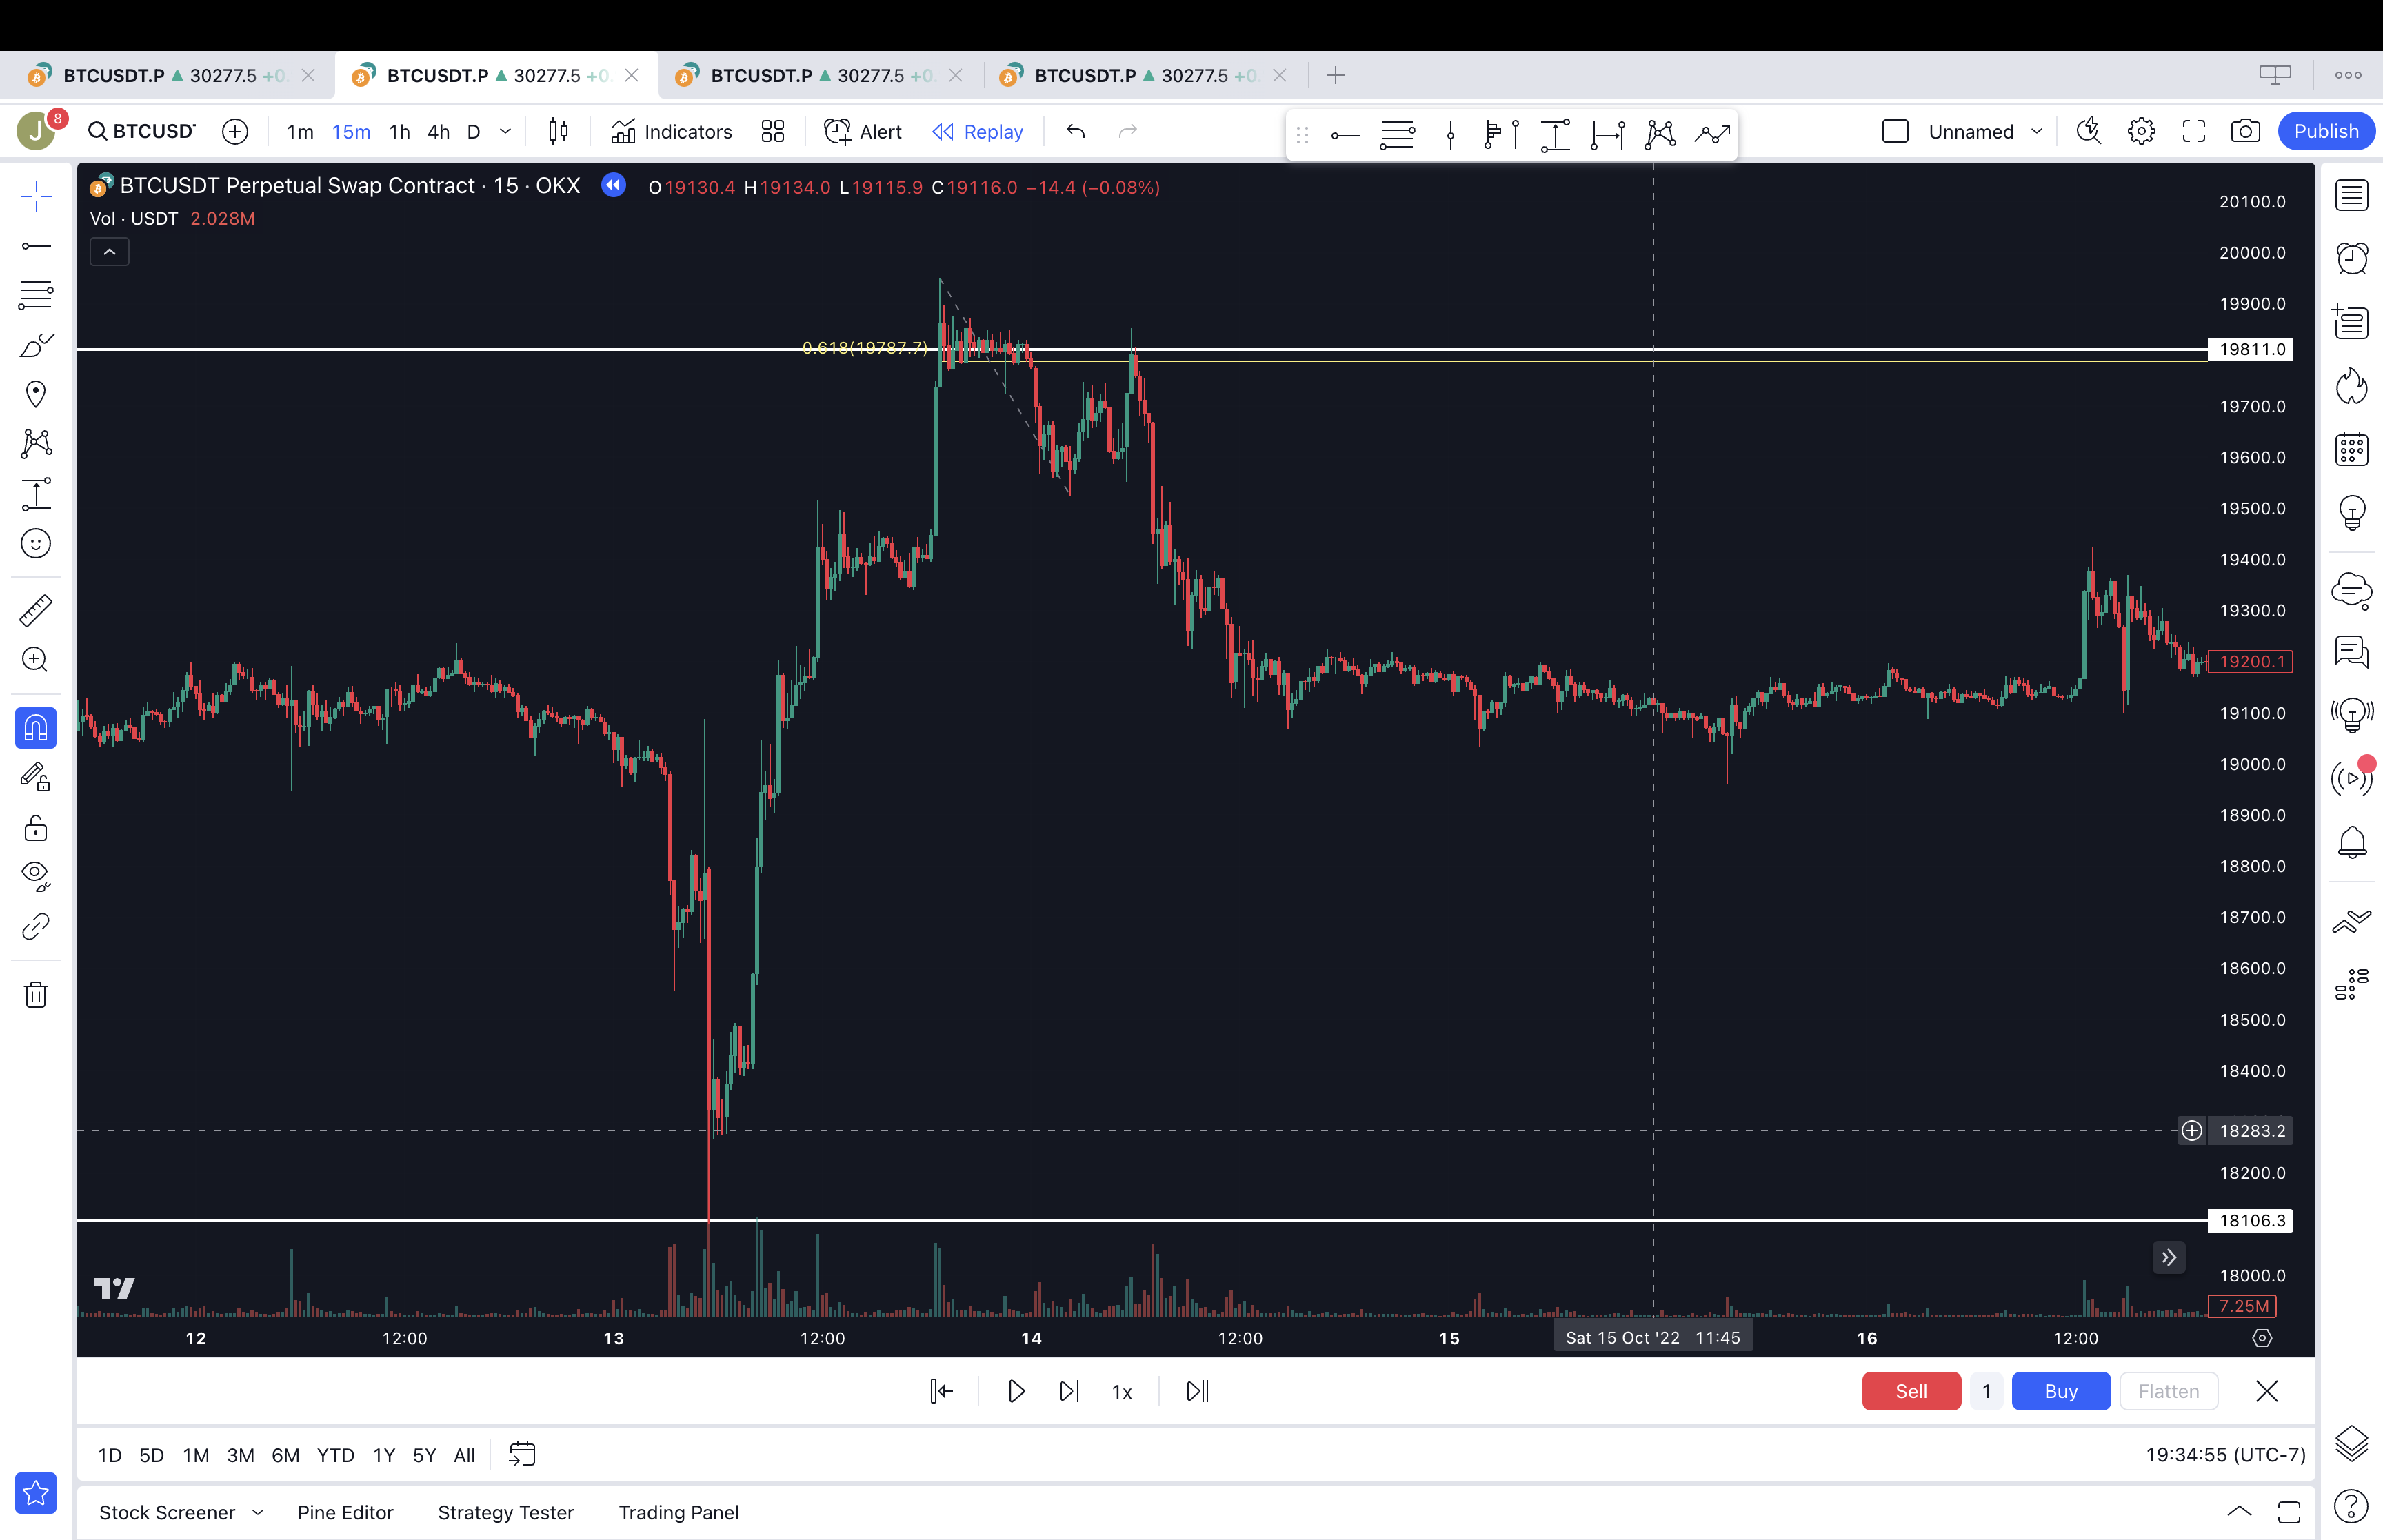 BTCUSDT.P ▲ 30277.5 +0. BTCUSDT.P ▲ 30277.5 +0. BTCUSDT.P ▲ 30277.5 +0. BTCUSDT.P ▲ 30277.5 +0.
J 8 BTCUSD 1m 15m 1h 4h D Indicators Alert Replay Unnamed Publish
BTCUSDT Perpetual Swap Contract · 15 · OKX O19130.4 H19134.0 L19115.9 C19116.0 −14.4 (−0.08%)
Vol · USDT 2.028M
20100.0
20000.0
19900.0
0.618(19787.7)
19811.0
19700.0
19600.0
19500.0
19400.0
19300.0
19200.1
19100.0
19000.0
18900.0
18800.0
18700.0
18600.0
18500.0
18400.0
18283.2
18200.0
18106.3
18000.0
7.25M
12 12:00 13 12:00 14 12:00 15 Sat 15 Oct '22 11:45 16 12:00
1x Sell 1 Buy Flatten
1D 5D 1M 3M 6M YTD 1Y 5Y All 19:34:55 (UTC-7)
Stock Screener Pine Editor Strategy Tester Trading Panel